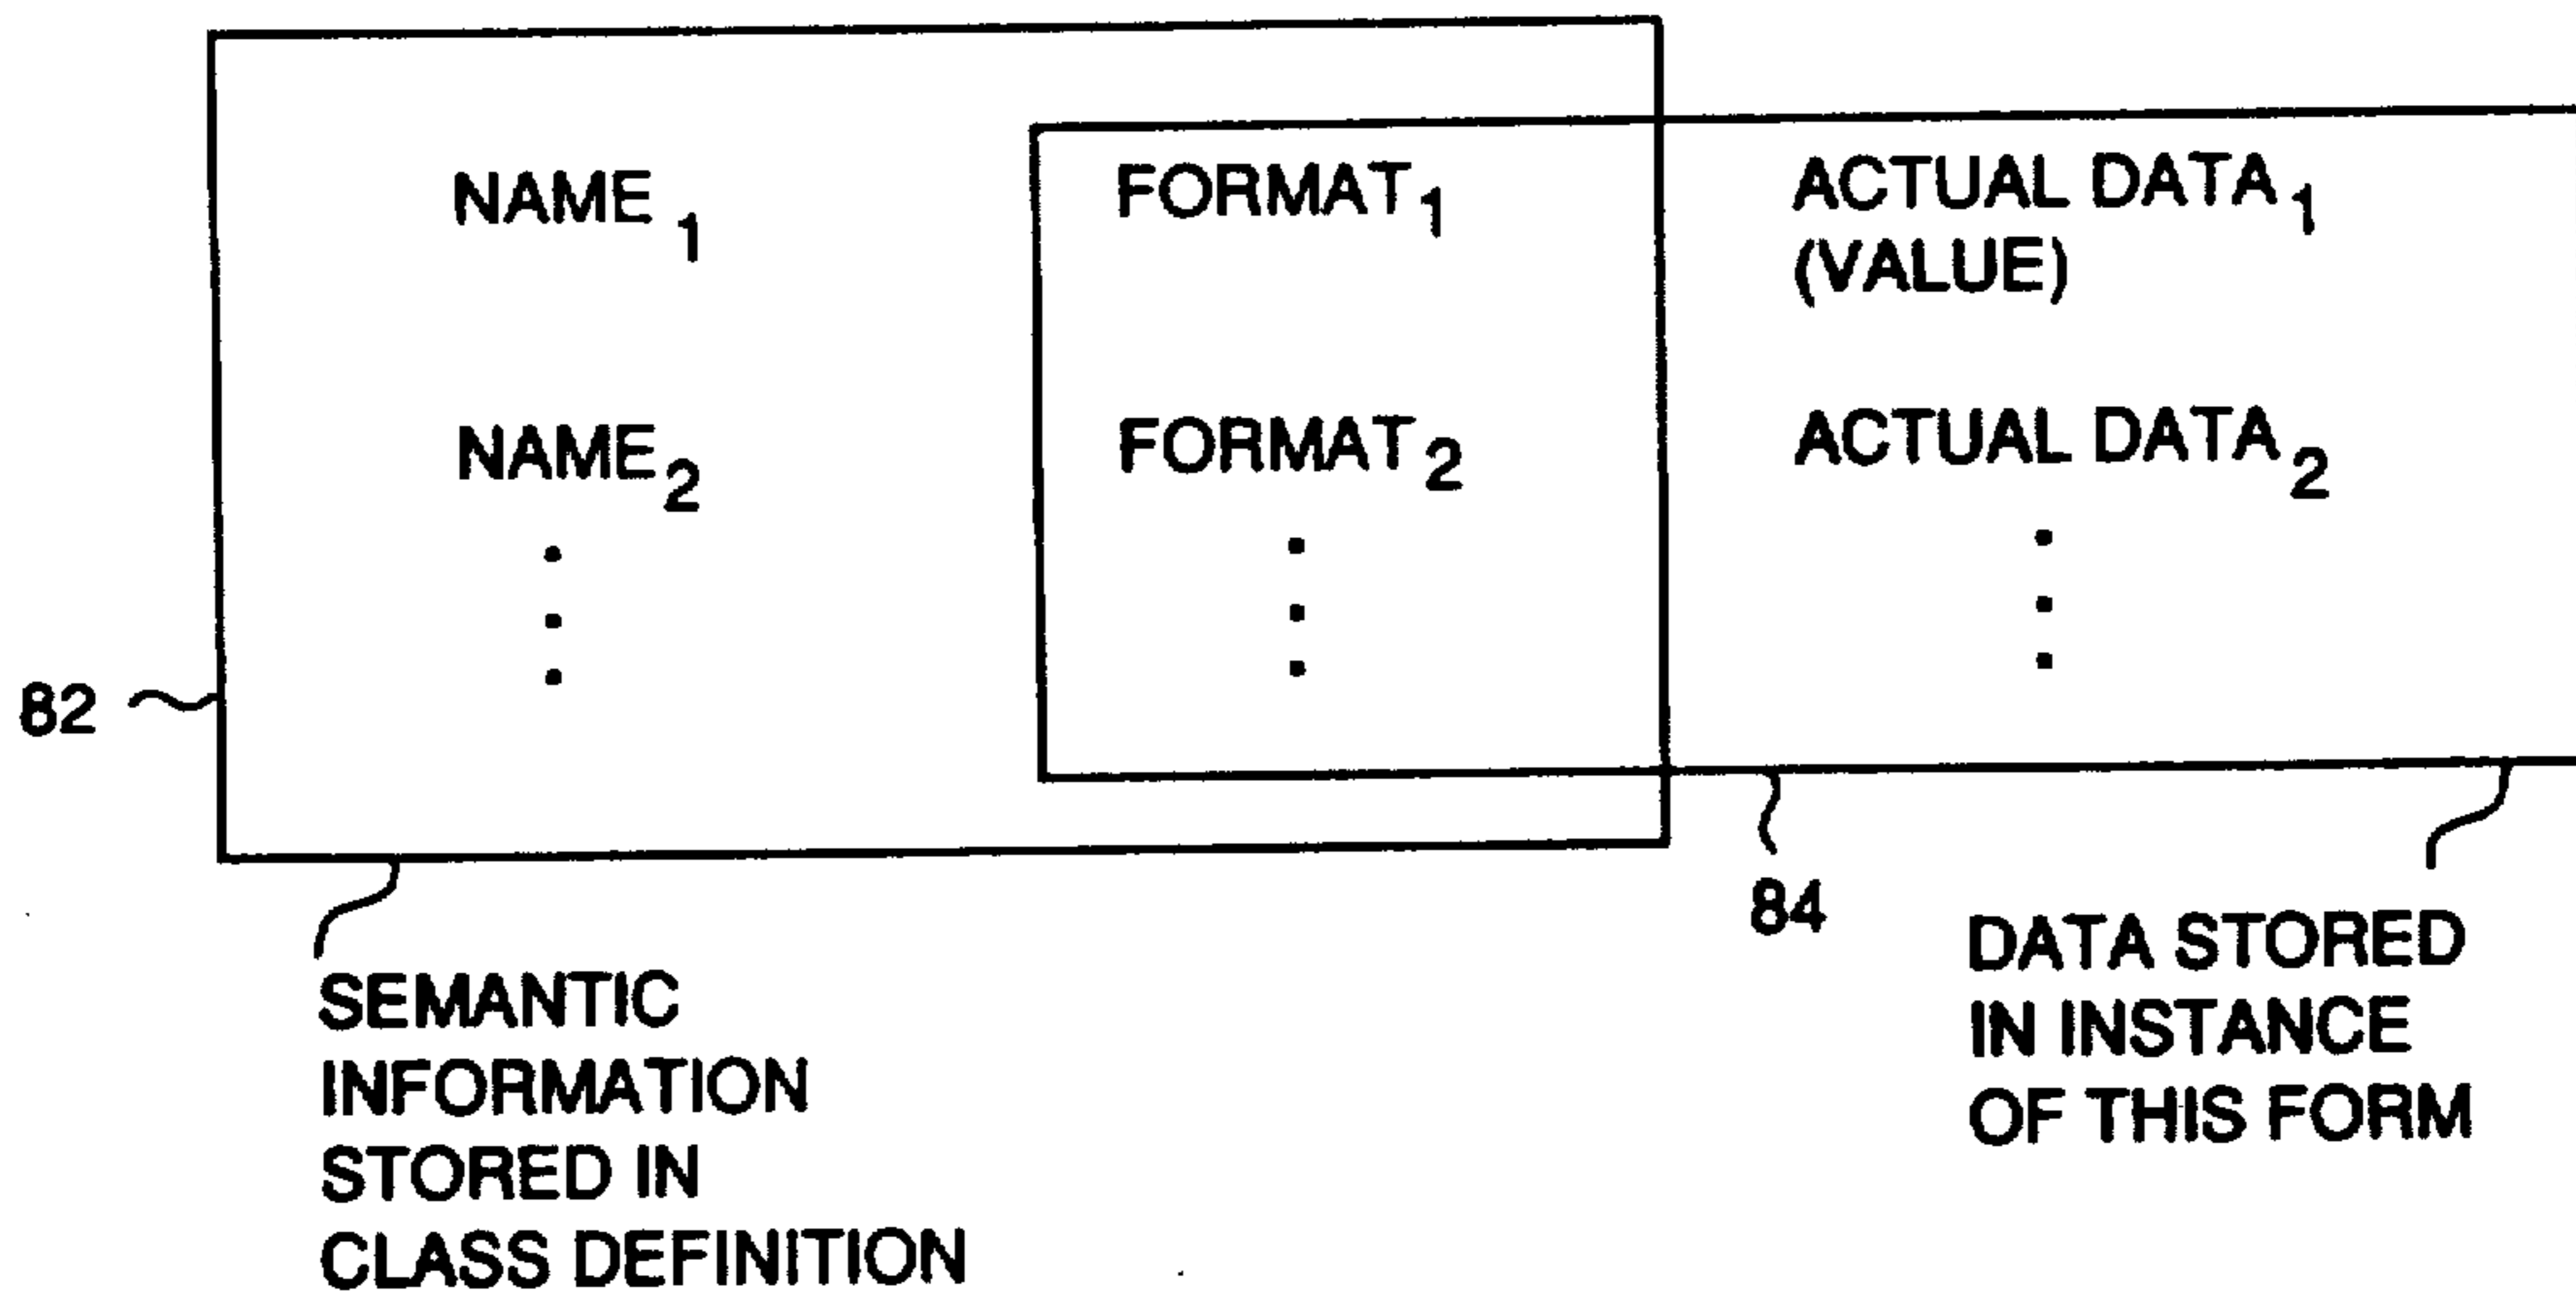 NAME₁ FORMAT₁ ACTUAL DATA₁
(VALUE)
NAME₂ FORMAT₂ ACTUAL DATA₂
82
84
SEMANTIC
INFORMATION
STORED IN
CLASS DEFINITION
DATA STORED
IN INSTANCE
OF THIS FORM